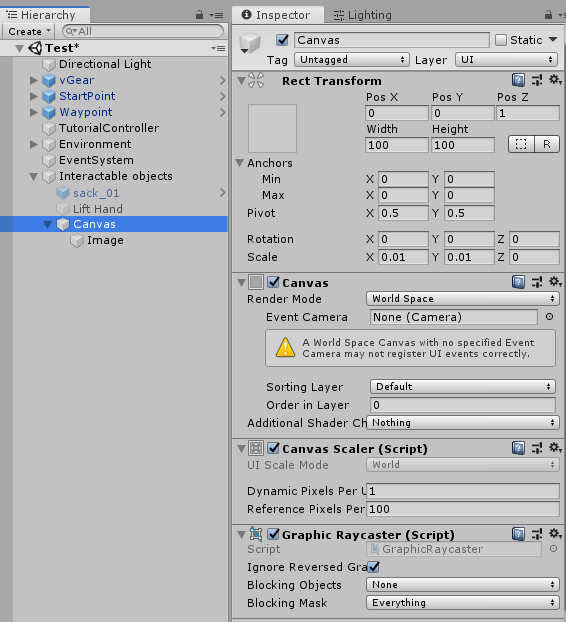 Hierarchy
Create
All
Test*
Directional Light
vGear
StartPoint
Waypoint
TutorialController
Environment
EventSystem
Interactable objects
sack_01
Lift Hand
Canvas
Image
Inspector
Lighting
Canvas
Static
Tag Untagged Layer UI
Rect Transform
Pos X Pos Y Pos Z
0 0 1
Width Height
100 100
R
Anchors
Min X 0 Y 0
Max X 0 Y 0
Pivot X 0.5 Y 0.5
Rotation X 0 Y 0 Z 0
Scale X 0.01 Y 0.01 Z 0
Canvas
Render Mode World Space
Event Camera None (Camera)
A World Space Canvas with no specified Event
Camera may not register UI events correctly.
Sorting Layer Default
Order in Layer 0
Additional Shader Ch Nothing
Canvas Scaler (Script)
UI Scale Mode World
Dynamic Pixels Per U 1
Reference Pixels Per 100
Graphic Raycaster (Script)
Script GraphicRaycaster
Ignore Reversed Gra
Blocking Objects None
Blocking Mask Everything